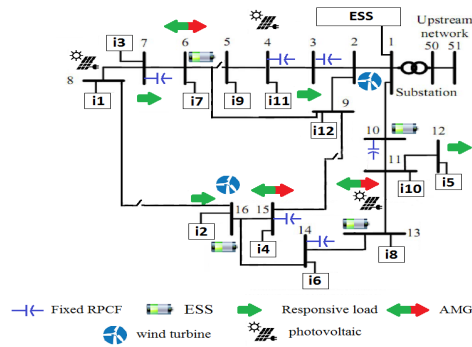 ESS
Upstream
network
i3
7 6 5 4 3 2 1 50 51
Substation
8
i1 i7 i9 i11 9
i12
10 12
11
i10 i5
16 15
i2
i4 14 13
i8
i6
Fixed RPCF ESS Responsive load AMG
wind turbine photovoltaic